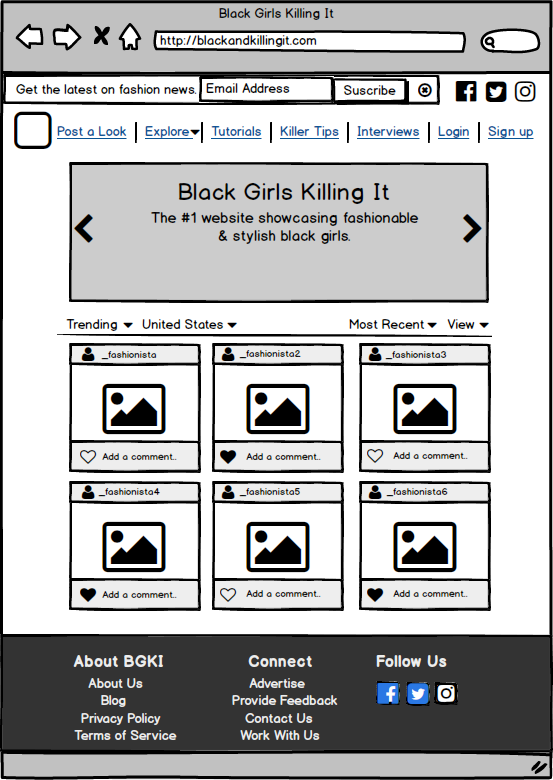 Black Girls Killing It
http://blackandkillingit.com
Get the latest on fashion news. Email Address Suscribe
Post a Look Explore Tutorials Killer Tips Interviews Login Sign up
Black Girls Killing It
The #1 website showcasing fashionable
& stylish black girls.
Trending United States Most Recent View
_fashionista _fashionista2 _fashionista3
Add a comment.. Add a comment.. Add a comment..
_fashionista4 _fashionista5 _fashionista6
Add a comment.. Add a comment.. Add a comment..
About BGKI Connect Follow Us
About Us Advertise
Blog Provide Feedback
Privacy Policy Contact Us
Terms of Service Work With Us